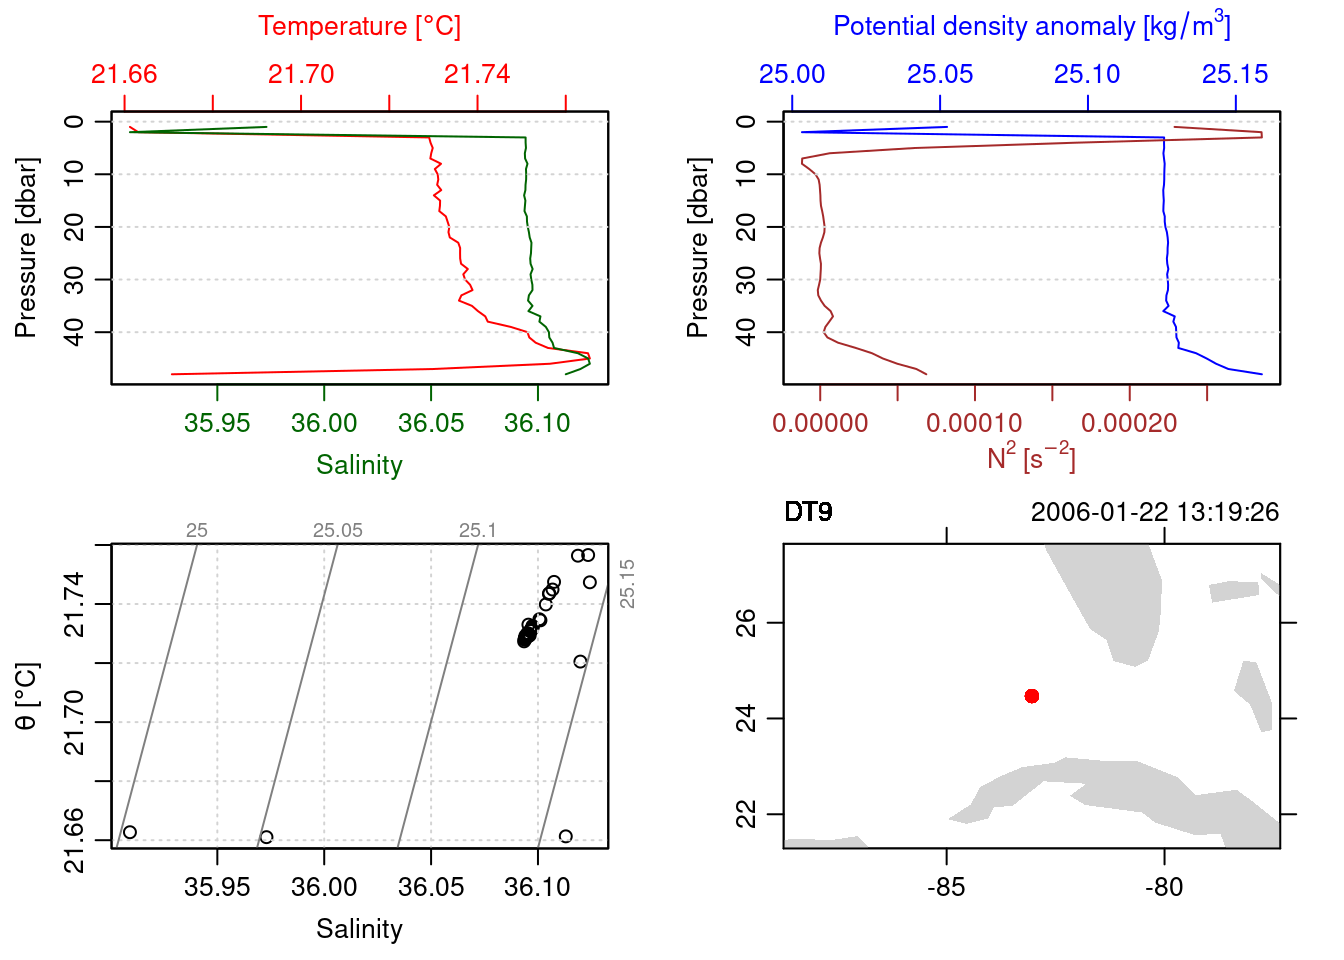 Temperature [°C]
21.66 21.70 21.74
Pressure [dbar]
0 10 20 30 40
35.95 36.00 36.05 36.10
Salinity
Potential density anomaly [kg/m³]
25.00 25.05 25.10 25.15
Pressure [dbar]
0 10 20 30 40
0.00000 0.00010 0.00020
N² [s⁻²]
25 25.05 25.1
25.15
θ [°C]
21.74 21.70 21.66
35.95 36.00 36.05 36.10
Salinity
DT9 2006-01-22 13:19:26
26 24 22
-85 -80